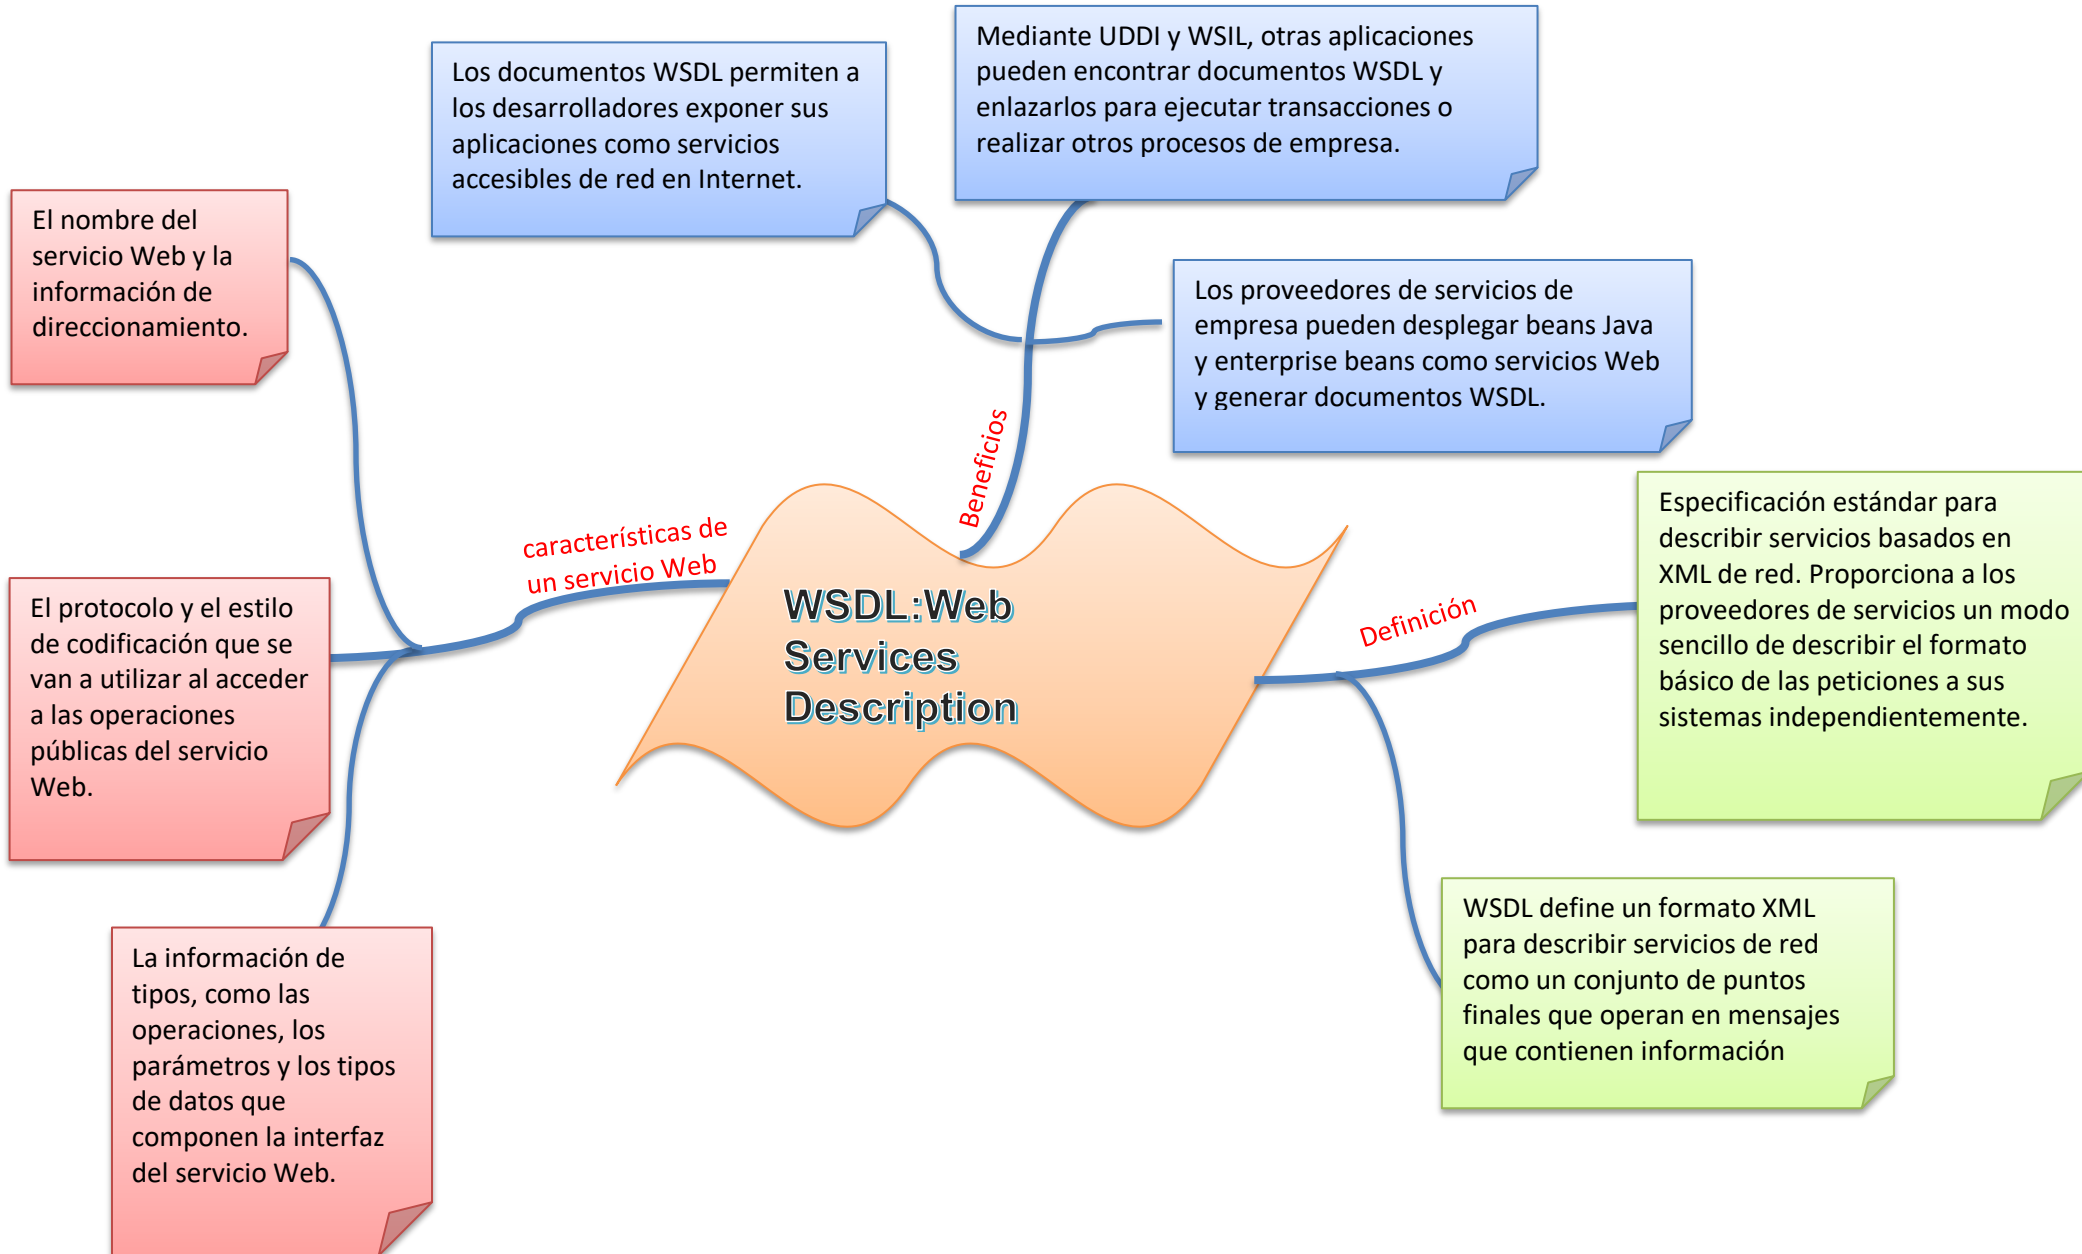 Mediante UDDI y WSIL, otras aplicaciones
pueden encontrar documentos WSDL y
enlazarlos para ejecutar transacciones o
realizar otros procesos de empresa.
Los documentos WSDL permiten a
los desarrolladores exponer sus
aplicaciones como servicios
accesibles de red en Internet.
El nombre del
servicio Web y la
información de
direccionamiento.
Los proveedores de servicios de
empresa pueden desplegar beans Java
y enterprise beans como servicios Web
y generar documentos WSDL.
Beneficios
características de
un servicio Web
WSDL:Web
Services
Description
Definición
Especificación estándar para
describir servicios basados en
XML de red. Proporciona a los
proveedores de servicios un modo
sencillo de describir el formato
básico de las peticiones a sus
sistemas independientemente.
El protocolo y el estilo
de codificación que se
van a utilizar al acceder
a las operaciones
públicas del servicio
Web.
WSDL define un formato XML
para describir servicios de red
como un conjunto de puntos
finales que operan en mensajes
que contienen información
La información de
tipos, como las
operaciones, los
parámetros y los tipos
de datos que
componen la interfaz
del servicio Web.